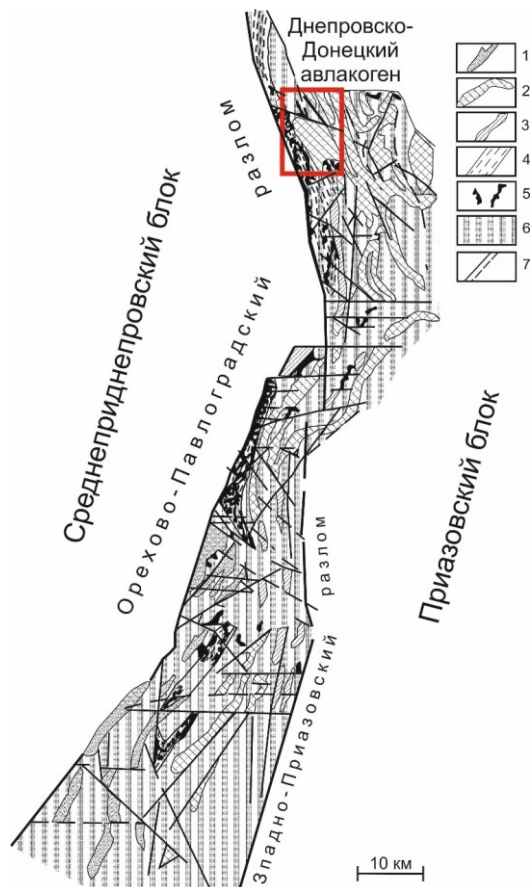 Днепровско-
Донецкий
авлакоген
1
2
3
4
5
6
7
разлом
Среднеприднепровский блок
Орехово-Павлоградский
Приазовский блок
разлом
Зпадно-Приазовский
10 км